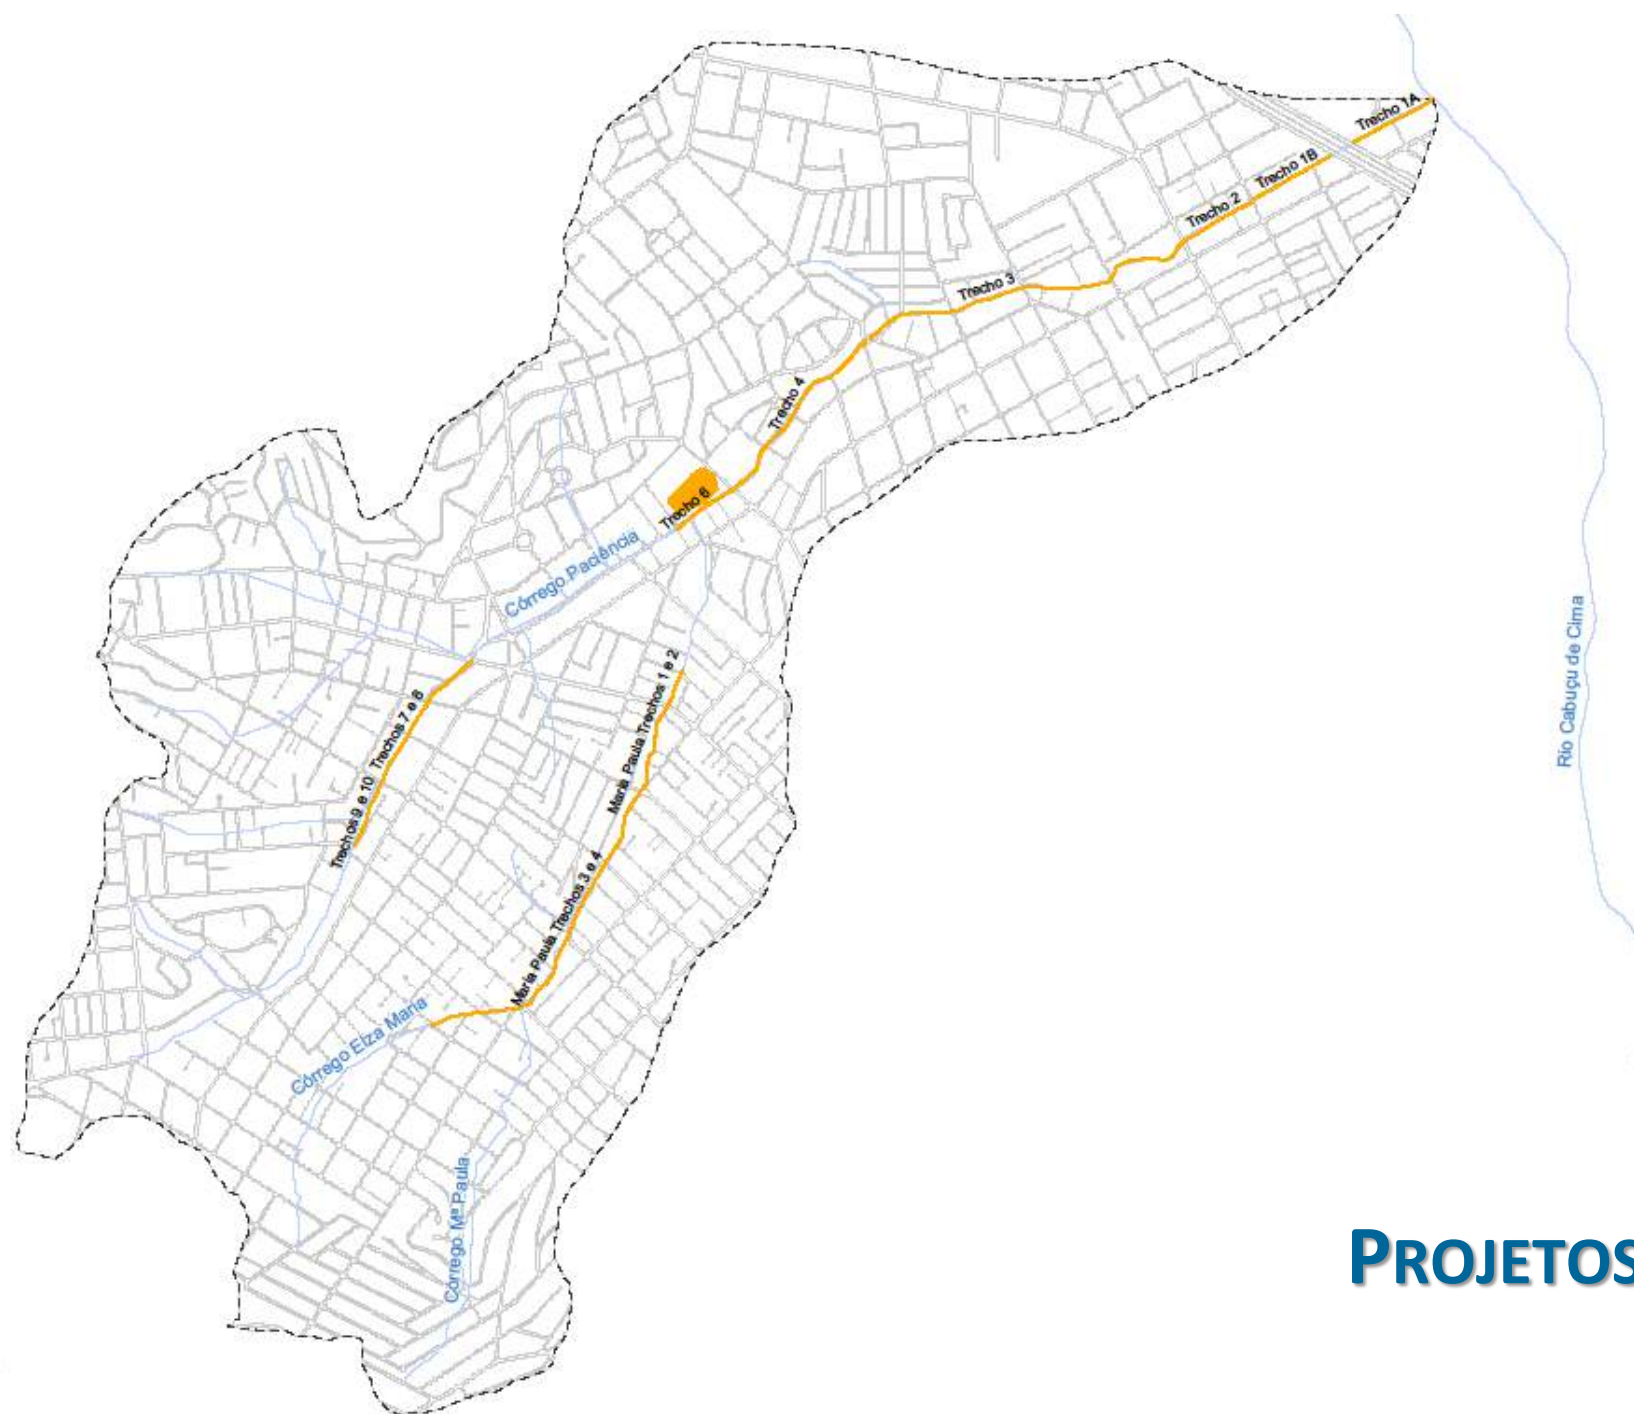 Trecho 1A
Trecho 1B
Trecho 2
Trecho 3
Trecho 4
Trecho 6
Córrego Paciência
Rio Cabuçu de Cima
Maria Paula Trechos 1 e 2
Trechos 7 e 8
Trechos 9 e 10
Maria Paula Trechos 3 e 4
Córrego Elza Maria
Córrego Mª Paula
PROJETOS